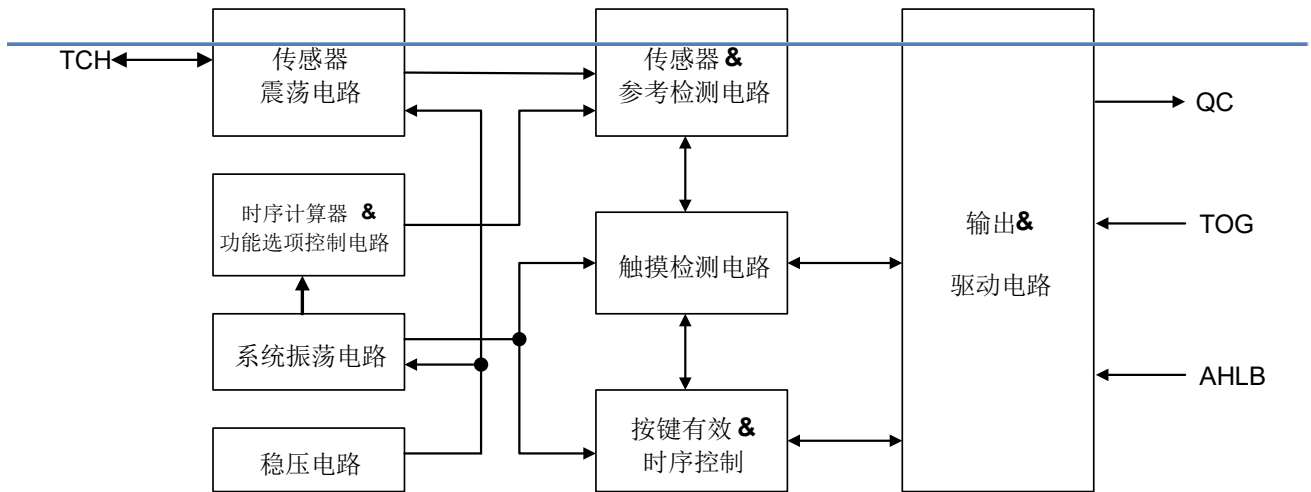 TCH
传感器
震荡电路
传感器 &
参考检测电路
QC
时序计算器 &
功能选项控制电路
触摸检测电路
输出&
驱动电路
TOG
系统振荡电路
AHLB
稳压电路
按键有效 &
时序控制